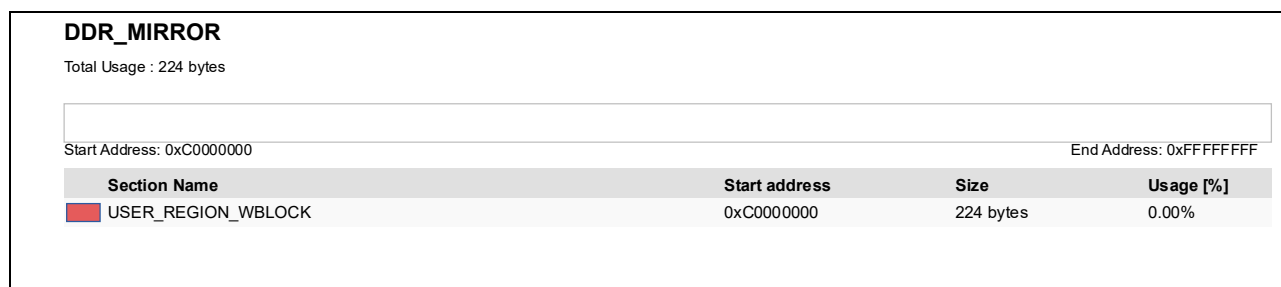 DDR_MIRROR
Total Usage : 224 bytes
Start Address: 0xC0000000 End Address: 0xFFFFFFFF
Section Name Start address Size Usage [%]
USER_REGION_WBLOCK 0xC0000000 224 bytes 0.00%